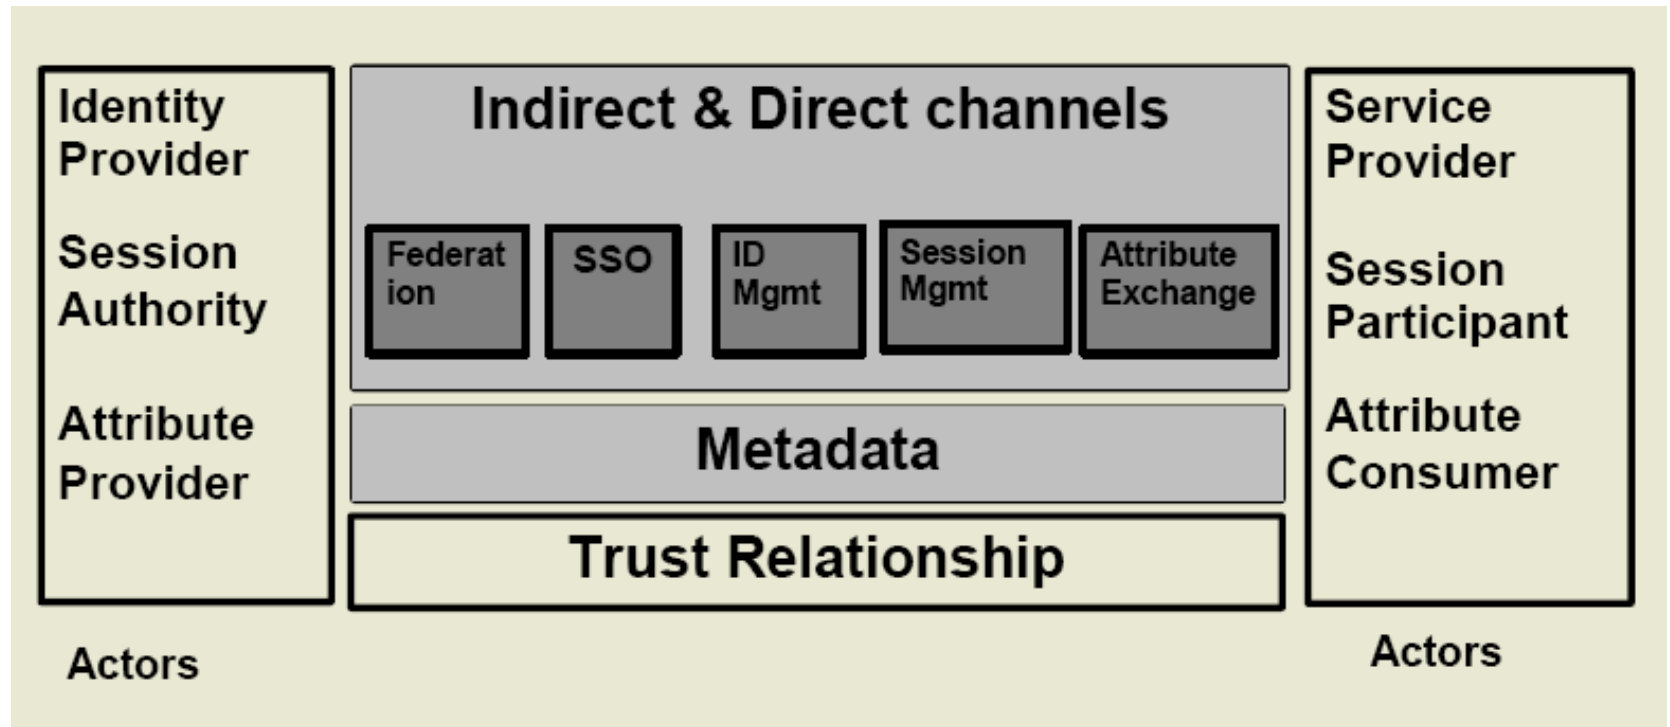 Identity
Provider
Session
Authority
Attribute
Provider
Actors
Indirect & Direct channels
Federat
ion
SSO
ID
Mgmt
Session
Mgmt
Attribute
Exchange
Metadata
Trust Relationship
Service
Provider
Session
Participant
Attribute
Consumer
Actors